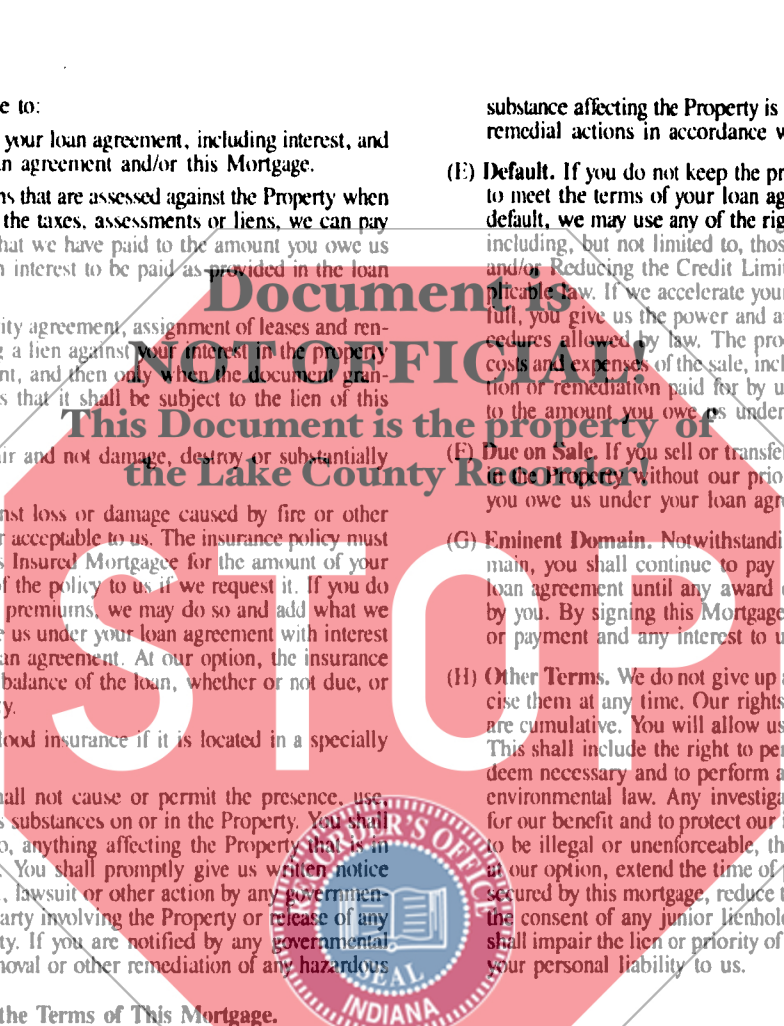 e to:
your loan agreement, including interest, and
n agreement and/or this Mortgage.
ns that are assessed against the Property when
the taxes, assessments or liens, we can pay
hat we have paid to the amount you owe us
n interest to be paid as provided in the loan
ity agreement, assignment of leases and ren-
g a lien against your interest in the property
nt, and then only when the document gran-
s that it shall be subject to the lien of this
ir and not damage, destroy or substantially
nst loss or damage caused by fire or other
r acceptable to us. The insurance policy must
s Insured Mortgagee for the amount of your
of the policy to us if we request it. If you do
premiums, we may do so and add what we
e us under your loan agreement with interest
an agreement. At our option, the insurance
balance of the loan, whether or not due, or
y.
lood insurance if it is located in a specially
hall not cause or permit the presence, use,
s substances on or in the Property. You shall
o, anything affecting the Property that is in
You shall promptly give us written notice
, lawsuit or other action by any governmen-
arty involving the Property or release of any
ty. If you are notified by any governmental
moval or other remediation of any hazardous
the Terms of This Mortgage.
substance affecting the Property is
remedial actions in accordance w
(E) Default. If you do not keep the pr
to meet the terms of your loan ag
default, we may use any of the rig
including, but not limited to, thos
and/or Reducing the Credit Limit
plicable law. If we accelerate your
full, you give us the power and a
cedures allowed by law. The pro
costs and expenses of the sale, incl
tion or remediation paid for by u
to the amount you owe us under
(F) Due on Sale. If you sell or transfe
in the Property without our prio
you owe us under your loan agre
(G) Eminent Domain. Notwithstandi
main, you shall continue to pay
loan agreement until any award
by you. By signing this Mortgage
or payment and any interest to u
(H) Other Terms. We do not give up a
cise them at any time. Our rights
are cumulative. You will allow us
This shall include the right to per
deem necessary and to perform a
environmental law. Any investiga
for our benefit and to protect our i
to be illegal or unenforceable, th
at our option, extend the time of
secured by this mortgage, reduce t
the consent of any junior lienhol
shall impair the lien or priority of
your personal liability to us.
Document is
NOT OFFICIAL!
This Document is the property of
the Lake County Recorder!
STOP
SEAL
INDIANA